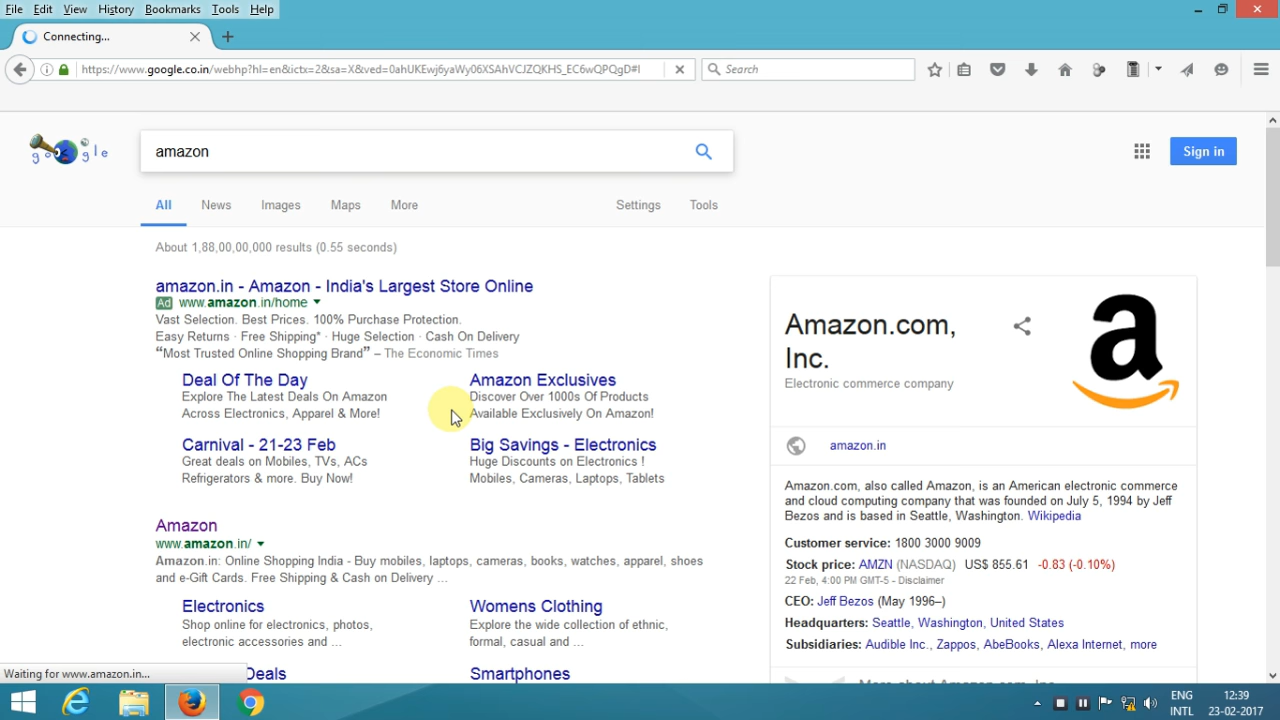 File Edit View History Bookmarks Tools Help
Connecting...
https://www.google.co.in/webhp?hl=en&ictx=2&sa=X&ved=0ahUKEwj6yaWy06XSAhVCJZQKHS_EC6wQPQgD#l
Search
google
amazon
Sign in
All News Images Maps More Settings Tools
About 1,88,00,00,000 results (0.55 seconds)
amazon.in - Amazon - India's Largest Store Online
Ad www.amazon.in/home
Vast Selection. Best Prices. 100% Purchase Protection.
Easy Returns · Free Shipping* · Huge Selection · Cash On Delivery
“Most Trusted Online Shopping Brand” – The Economic Times
Deal Of The Day
Explore The Latest Deals On Amazon
Across Electronics, Apparel & More!
Amazon Exclusives
Discover Over 1000s Of Products
Available Exclusively On Amazon!
Carnival - 21-23 Feb
Great deals on Mobiles, TVs, ACs
Refrigerators & more. Buy Now!
Big Savings - Electronics
Huge Discounts on Electronics !
Mobiles, Cameras, Laptops, Tablets
Amazon
www.amazon.in/
Amazon.in: Online Shopping India - Buy mobiles, laptops, cameras, books, watches, apparel, shoes
and e-Gift Cards. Free Shipping & Cash on Delivery ...
Electronics
Shop online for electronics, photos,
electronic accessories and ...
Womens Clothing
Explore the wide collection of ethnic,
formal, casual and ...
Deals
Smartphones
Amazon.com,
Inc.
Electronic commerce company
a
amazon.in
Amazon.com, also called Amazon, is an American electronic commerce
and cloud computing company that was founded on July 5, 1994 by Jeff
Bezos and is based in Seattle, Washington. Wikipedia
Customer service: 1800 3000 9009
Stock price: AMZN (NASDAQ) US$ 855.61 -0.83 (-0.10%)
22 Feb, 4:00 PM GMT-5 - Disclaimer
CEO: Jeff Bezos (May 1996–)
Headquarters: Seattle, Washington, United States
Subsidiaries: Audible Inc., Zappos, AbeBooks, Alexa Internet, more
More about Amazon.com, Inc.
Waiting for www.amazon.in...
ENG
INTL
12:39
23-02-2017